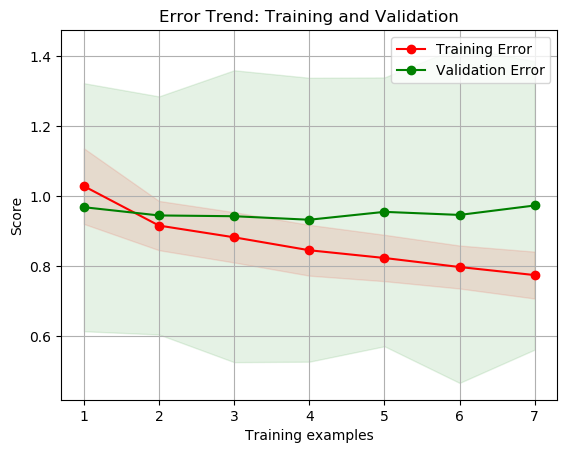 Error Trend: Training and Validation
Training Error
Validation Error
1.4
1.2
1.0
0.8
0.6
Score
1 2 3 4 5 6 7
Training examples